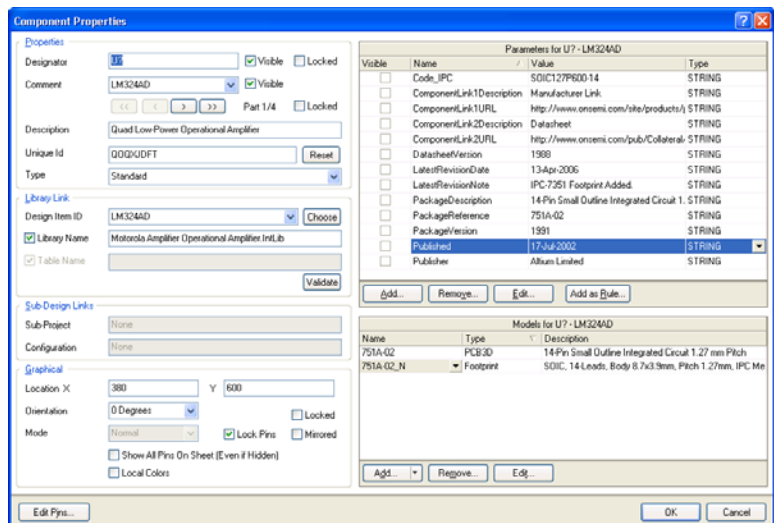 Component Properties
Properties
Designator U? Visible Locked
Comment LM324AD Visible
<< < > >> Part 1/4 Locked
Description Quad Low-Power Operational Amplifier
Unique Id Reset
Type Standard
Library Link
Design Item ID LM324AD Choose
Library Name Motorola Amplifier Operational Amplifier.IntLib
Table Name
Validate
Sub-Design Links
Sub-Project None
Configuration None
Graphical
Location X 380 Y 600
Orientation 0 Degrees Locked
Mode Normal Lock Pins Mirrored
Show All Pins On Sheet (Even if Hidden)
Local Colors
Parameters for U? - LM324AD
Visible Name / Value Type
Code_IPC SOIC127P600-14 STRING
ComponentLink1Description Manufacturer Link STRING
ComponentLink1URL http://www.onsemi.com/site/products/ STRING
ComponentLink2Description Datasheet STRING
ComponentLink2URL http://www.onsemi.com/pub/Collateral STRING
DatasheetVersion 1988 STRING
LatestRevisionDate 13-Apr-2006 STRING
LatestRevisionNote IPC-7351 Footprint Added. STRING
PackageDescription 14-Pin Small Outline Integrated Circuit 1. STRING
PackageReference 751A-02 STRING
PackageVersion 1991 STRING
Published 17-Jul-2002 STRING
Publisher Altium Limited STRING
Add... Remove... Edit... Add as Rule...
Models for U? - LM324AD
Name Type Description
751A-02 PCB3D 14-Pin Small Outline Integrated Circuit 1.27 mm Pitch
751A-02_N Footprint SOIC, 14-Leads, Body 8.7x3.9mm, Pitch 1.27mm, IPC Me
Add... Remove... Edit...
Edit Pins... OK Cancel